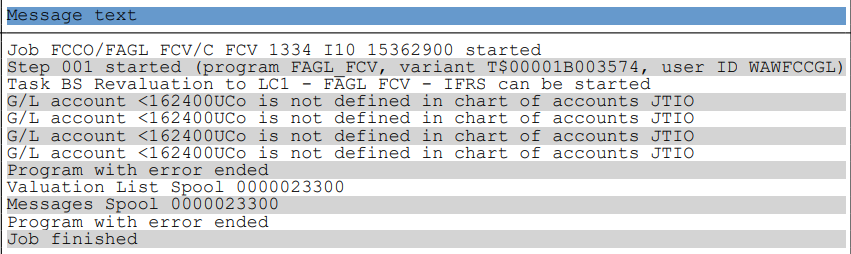 Message text
Job FCCO/FAGL FCV/C FCV 1334 I10 15362900 started
Step 001 started (program FAGL_FCV, variant T$00001B003574, user ID WAWFCCGL)
Task BS Revaluation to LC1 - FAGL FCV - IFRS can be started
G/L account <162400UCo is not defined in chart of accounts JTIO
G/L account <162400UCo is not defined in chart of accounts JTIO
G/L account <162400UCo is not defined in chart of accounts JTIO
G/L account <162400UCo is not defined in chart of accounts JTIO
Program with error ended
Valuation List Spool 0000023300
Messages Spool 0000023300
Program with error ended
Job finished